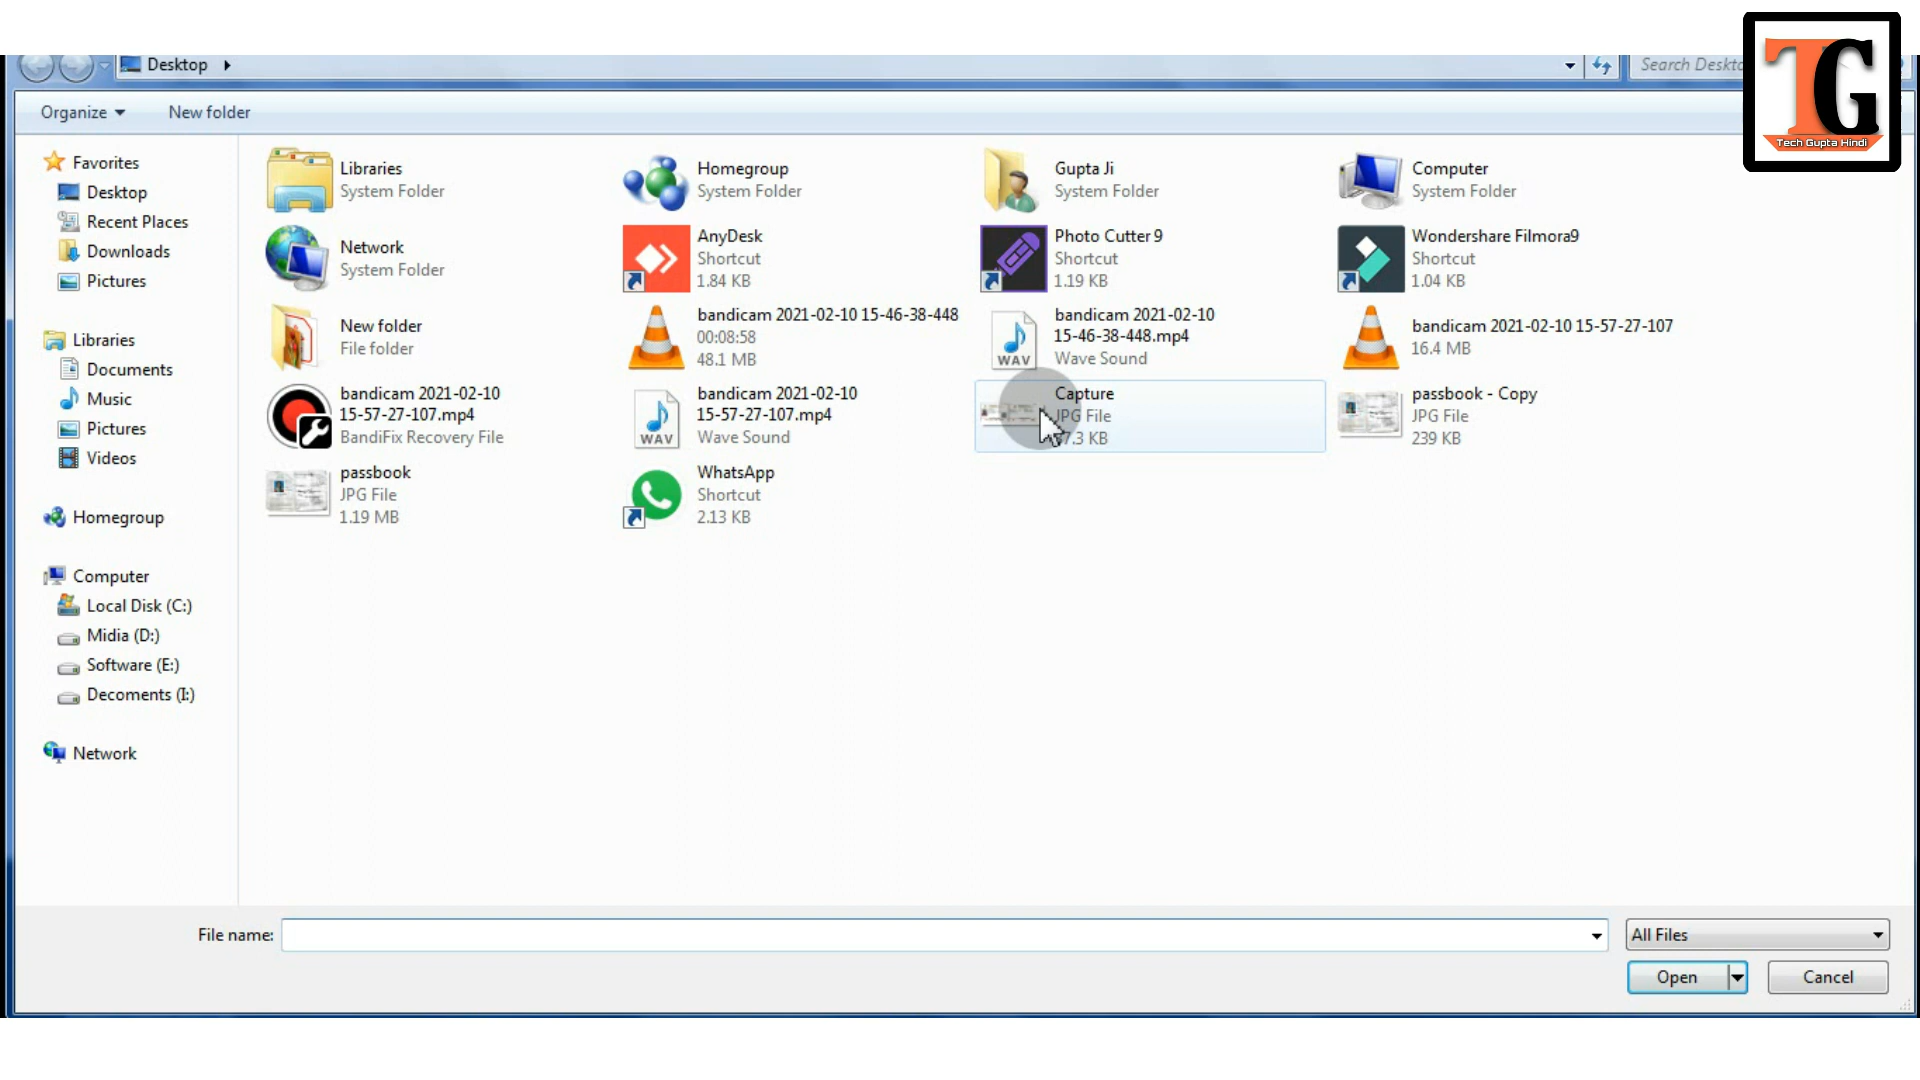 Desktop
Search Deskto
TG
Tech Gupta Hindi
Organize
New folder
Favorites
Desktop
Recent Places
Downloads
Pictures
Libraries
Documents
Music
Pictures
Videos
Homegroup
Computer
Local Disk (C:)
Midia (D:)
Software (E:)
Decoments (I:)
Network
Libraries
System Folder
Homegroup
System Folder
Gupta Ji
System Folder
Computer
System Folder
Network
System Folder
AnyDesk
Shortcut
1.84 KB
Photo Cutter 9
Shortcut
1.19 KB
Wondershare Filmora9
Shortcut
1.04 KB
New folder
File folder
bandicam 2021-02-10 15-46-38-448
00:08:58
48.1 MB
WAV
bandicam 2021-02-10
15-46-38-448.mp4
Wave Sound
bandicam 2021-02-10 15-57-27-107
16.4 MB
bandicam 2021-02-10
15-57-27-107.mp4
BandiFix Recovery File
WAV
bandicam 2021-02-10
15-57-27-107.mp4
Wave Sound
Capture
JPG File
7.3 KB
passbook - Copy
JPG File
239 KB
passbook
JPG File
1.19 MB
WhatsApp
Shortcut
2.13 KB
File name:
All Files
Open
Cancel